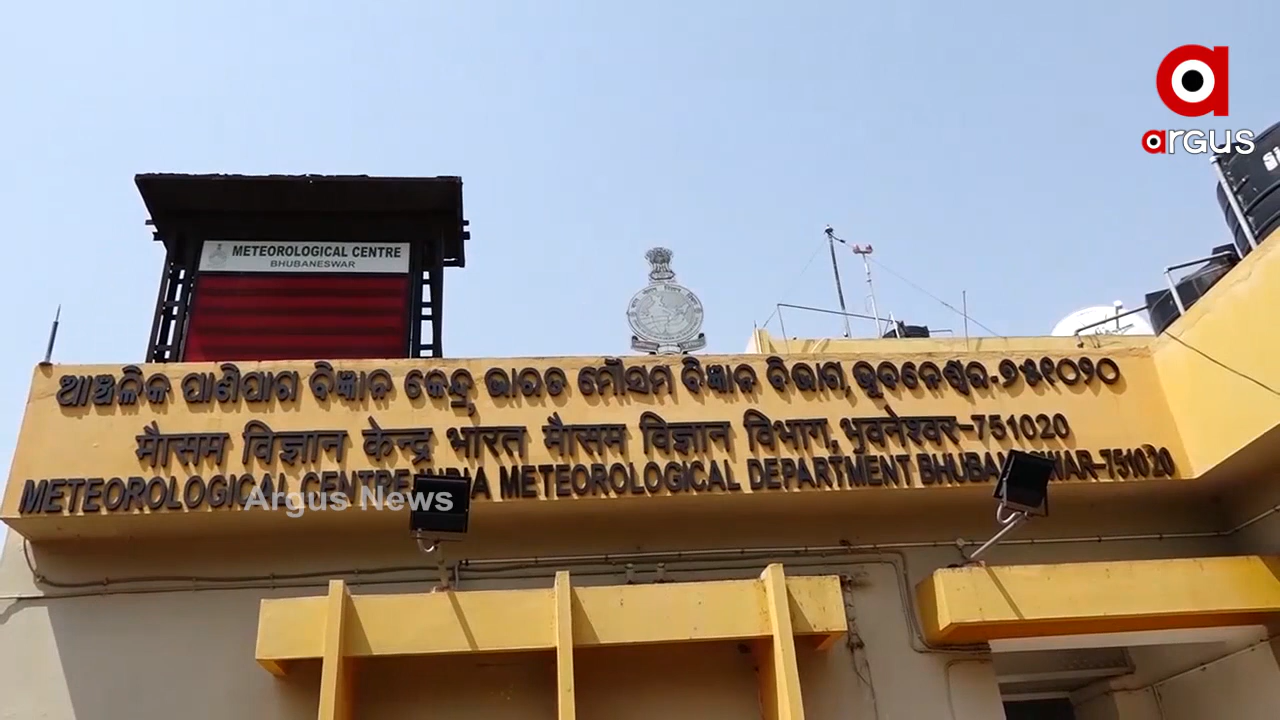 argus
METEOROLOGICAL CENTRE
BHUBANESWAR
ଆଞ୍ଚଳିକ ପାଣିପାଗ ବିଜ୍ଞାନ କେନ୍ଦ୍ର, ଭାରତ ମୌସମ ବିଜ୍ଞାନ ବିଭାଗ, ଭୁବନେଶ୍ୱର-୭୫୧୦୨୦
मौसम विज्ञान केन्द्र भारत मौसम विज्ञान विभाग, भुवनेश्वर-751020
METEOROLOGICAL CENTRE INDIA METEOROLOGICAL DEPARTMENT BHUBANESWAR-751020
Argus News